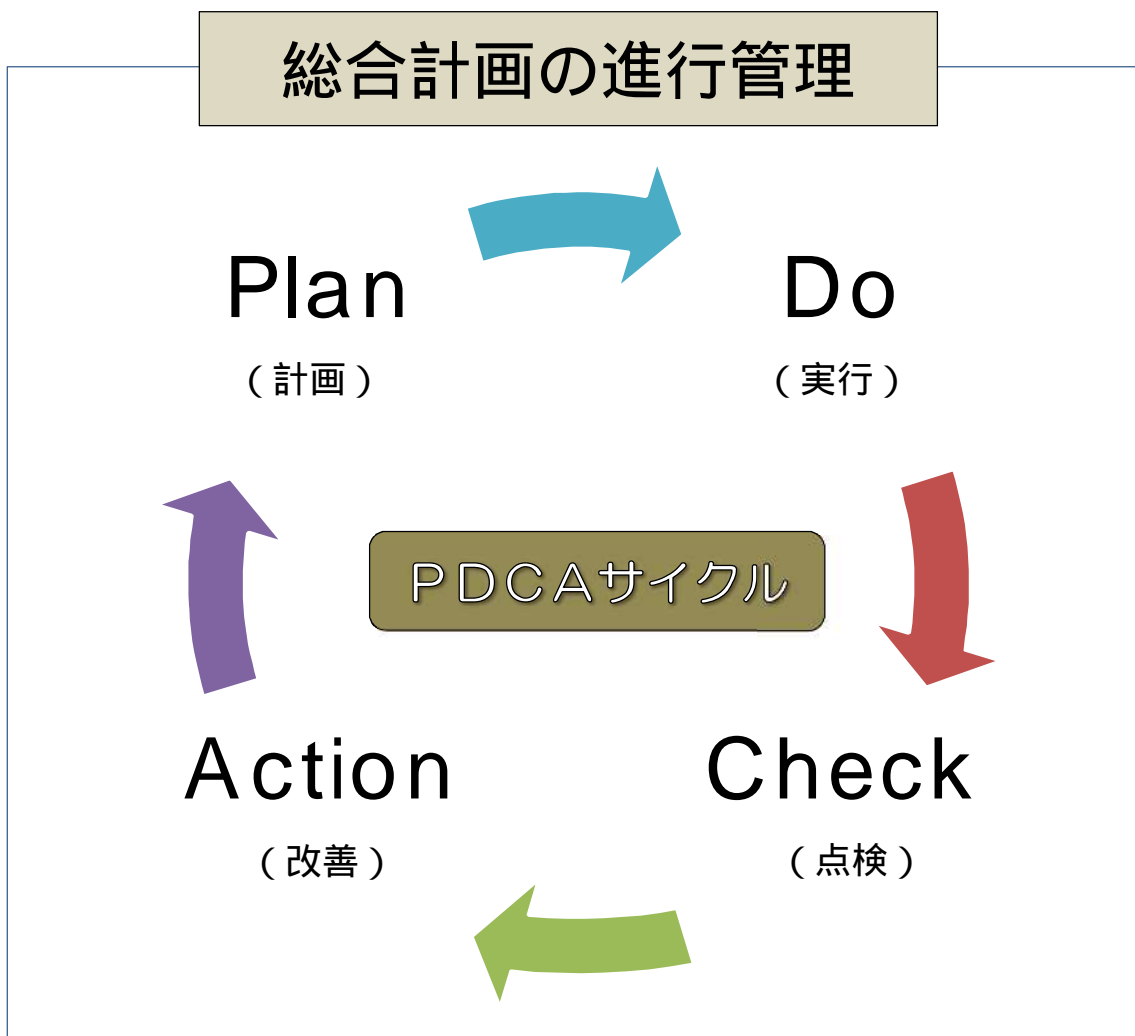 総合計画の進行管理
Plan
(計画)
Do
(実行)
PDCAサイクル
Action
(改善)
Check
(点検)